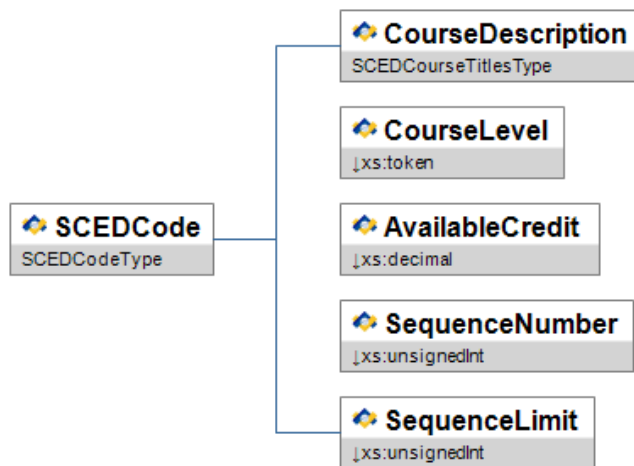 CourseDescription
SCEDCourseTitlesType
CourseLevel
↓xs:token
SCEDCode
SCEDCodeType
AvailableCredit
↓xs:decimal
SequenceNumber
↓xs:unsignedInt
SequenceLimit
↓xs:unsignedInt